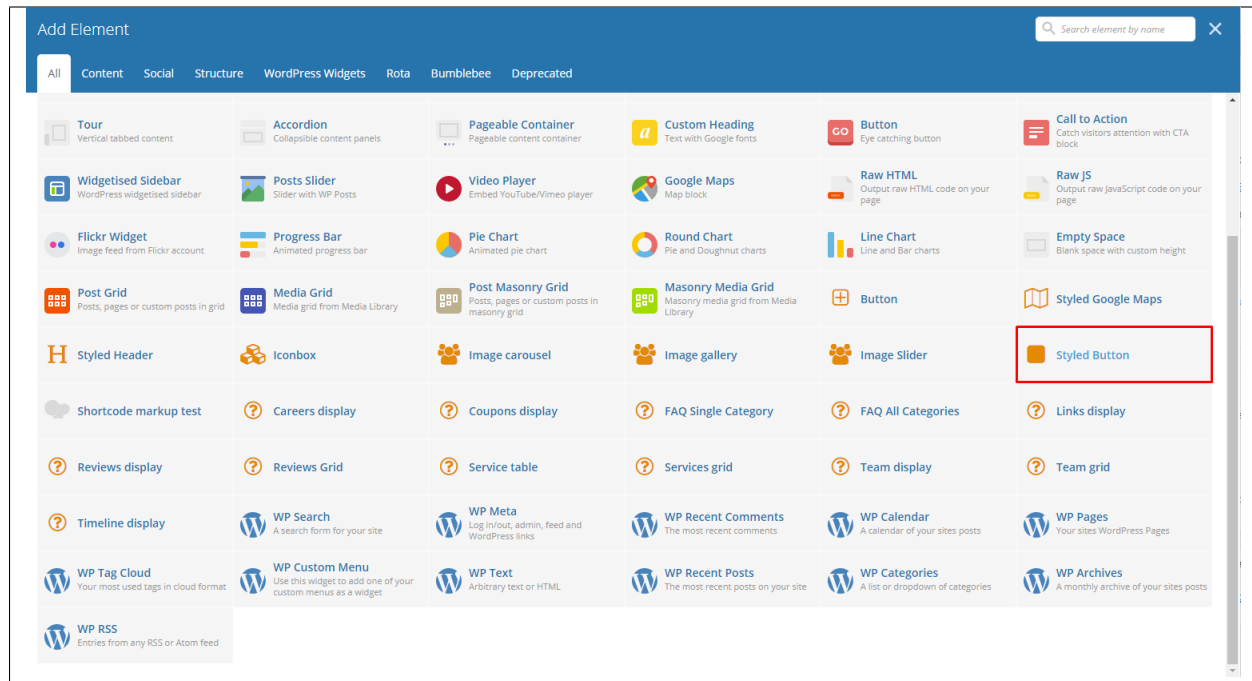 Add Element
Search element by name
All Content Social Structure WordPress Widgets Rota Bumblebee Deprecated
Tour
Vertical tabbed content
Accordion
Collapsible content panels
Pageable Container
Pageable content container
a
Custom Heading
Text with Google fonts
GO
Button
Eye catching button
Call to Action
Catch visitors attention with CTA
block
Widgetised Sidebar
WordPress widgetised sidebar
Posts Slider
Slider with WP Posts
Video Player
Embed YouTube/Vimeo player
Google Maps
Map block
Raw HTML
Output raw HTML code on your
page
Raw JS
Output raw JavaScript code on your
page
Flickr Widget
Image feed from Flickr account
Progress Bar
Animated progress bar
Pie Chart
Animated pie chart
Round Chart
Pie and Doughnut charts
Line Chart
Line and Bar charts
Empty Space
Blank space with custom height
Post Grid
Posts, pages or custom posts in grid
Media Grid
Media grid from Media Library
Post Masonry Grid
Posts, pages or custom posts in
masonry grid
Masonry Media Grid
Masonry media grid from Media
Library
Button
Styled Google Maps
H Styled Header
Iconbox
Image carousel
Image gallery
Image Slider
Styled Button
Shortcode markup test
? Careers display
? Coupons display
? FAQ Single Category
? FAQ All Categories
? Links display
? Reviews display
? Reviews Grid
? Service table
? Services grid
? Team display
? Team grid
? Timeline display
WP Search
A search form for your site
WP Meta
Log in/out, admin, feed and
WordPress links
WP Recent Comments
The most recent comments
WP Calendar
A calendar of your sites posts
WP Pages
Your sites WordPress Pages
WP Tag Cloud
Your most used tags in cloud format
WP Custom Menu
Use this widget to add one of your
custom menus as a widget
WP Text
Arbitrary text or HTML
WP Recent Posts
The most recent posts on your site
WP Categories
A list or dropdown of categories
WP Archives
A monthly archive of your sites posts
WP RSS
Entries from any RSS or Atom feed